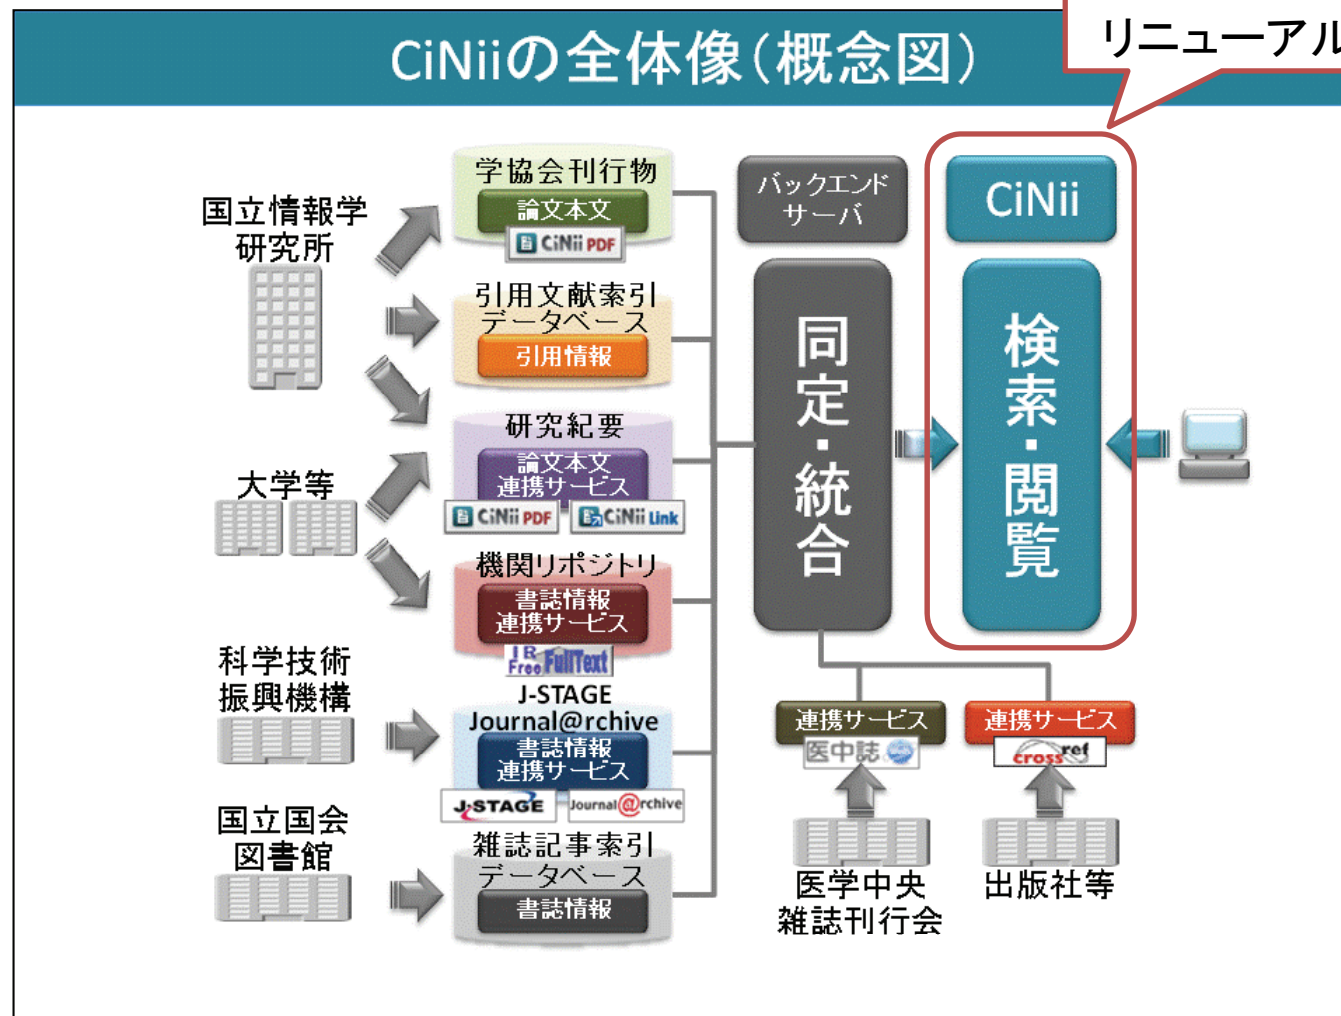 リニューアル
CiNiiの全体像(概念図)
国立情報学
研究所
大学等
科学技術
振興機構
国立国会
図書館
学協会刊行物
論文本文
CiNii PDF
引用文献索引
データベース
引用情報
研究紀要
論文本文
連携サービス
CiNii PDF
CiNii Link
機関リポジトリ
書誌情報
連携サービス
IR
Free FullText
J-STAGE
Journal@rchive
書誌情報
連携サービス
J-STAGE
Journal@rchive
雑誌記事索引
データベース
書誌情報
バックエンド
サーバ
同定・統合
CiNii
検索・閲覧
連携サービス
医中誌
連携サービス
crossref
医学中央
雑誌刊行会
出版社等